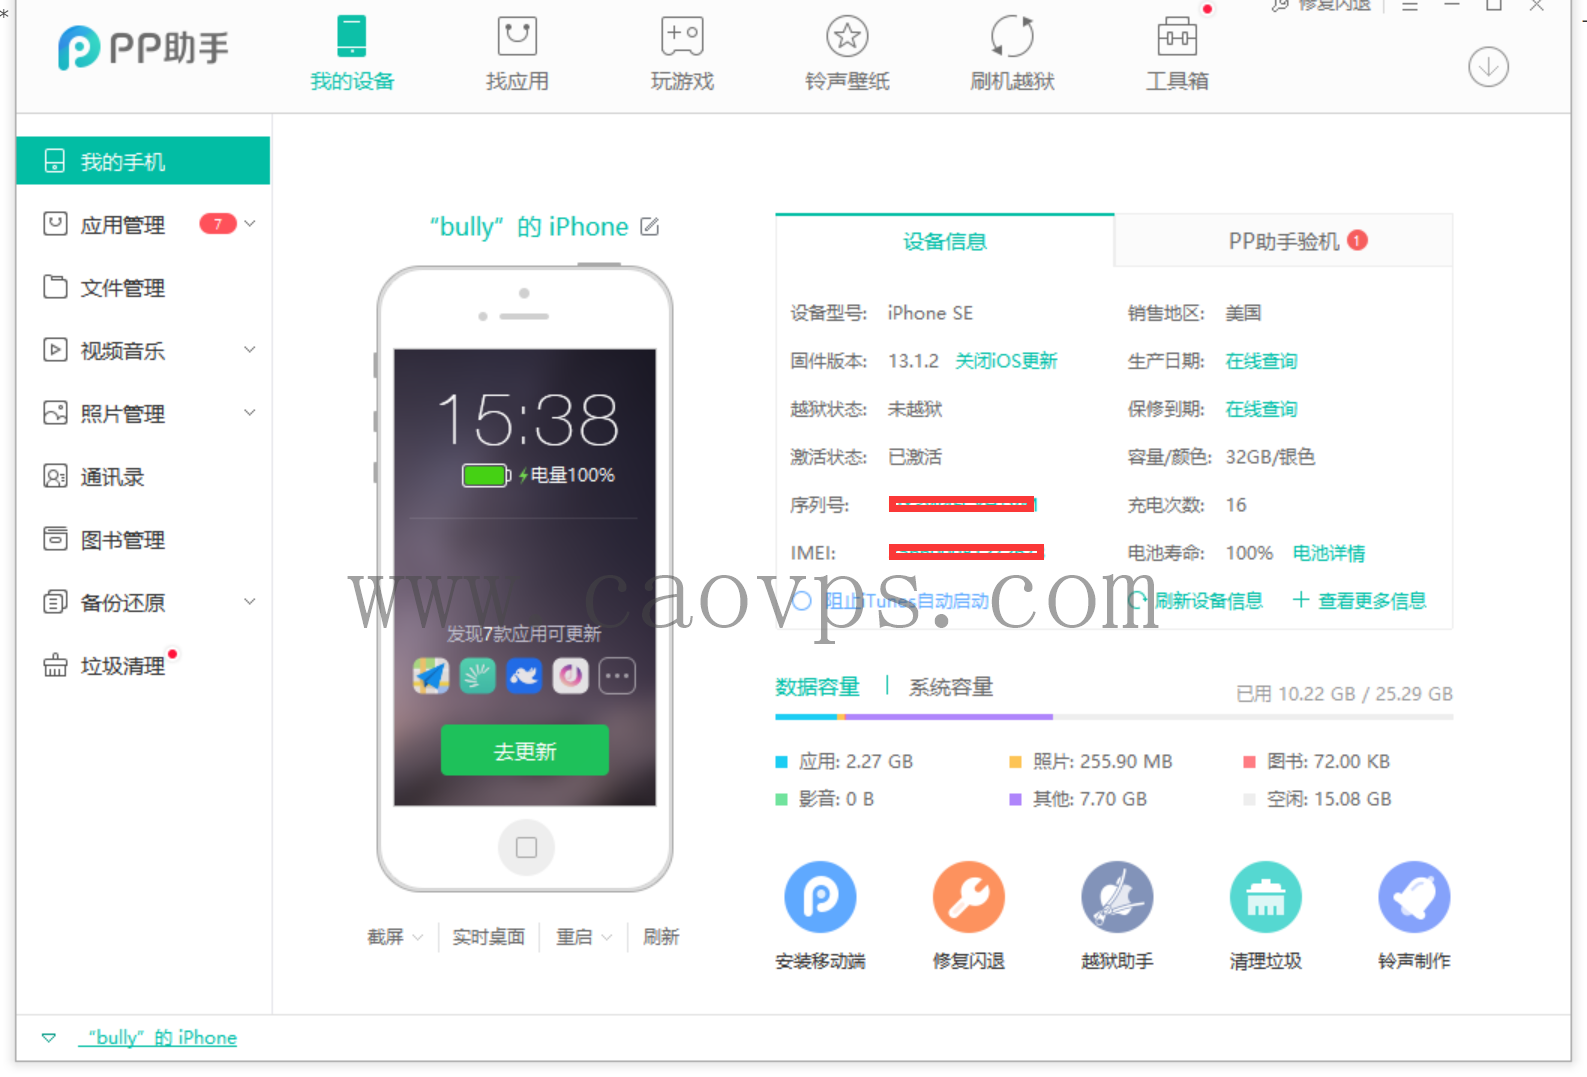 修复闪退
PP助手
我的设备
找应用
玩游戏
铃声壁纸
刷机越狱
工具箱
我的手机
应用管理 7
文件管理
视频音乐
照片管理
通讯录
图书管理
备份还原
垃圾清理
“bully” 的 iPhone
15:38
电量100%
发现7款应用可更新
去更新
截屏
实时桌面
重启
刷新
设备信息
PP助手验机 1
设备型号: iPhone SE
销售地区: 美国
固件版本: 13.1.2 关闭iOS更新
生产日期: 在线查询
越狱状态: 未越狱
保修到期: 在线查询
激活状态: 已激活
容量/颜色: 32GB/银色
序列号:
充电次数: 16
IMEI:
电池寿命: 100% 电池详情
阻止iTunes自动启动
刷新设备信息
查看更多信息
www.caovps.com
数据容量
系统容量
已用 10.22 GB / 25.29 GB
应用: 2.27 GB
照片: 255.90 MB
图书: 72.00 KB
影音: 0 B
其他: 7.70 GB
空闲: 15.08 GB
安装移动端
修复闪退
越狱助手
清理垃圾
铃声制作
“bully” 的 iPhone